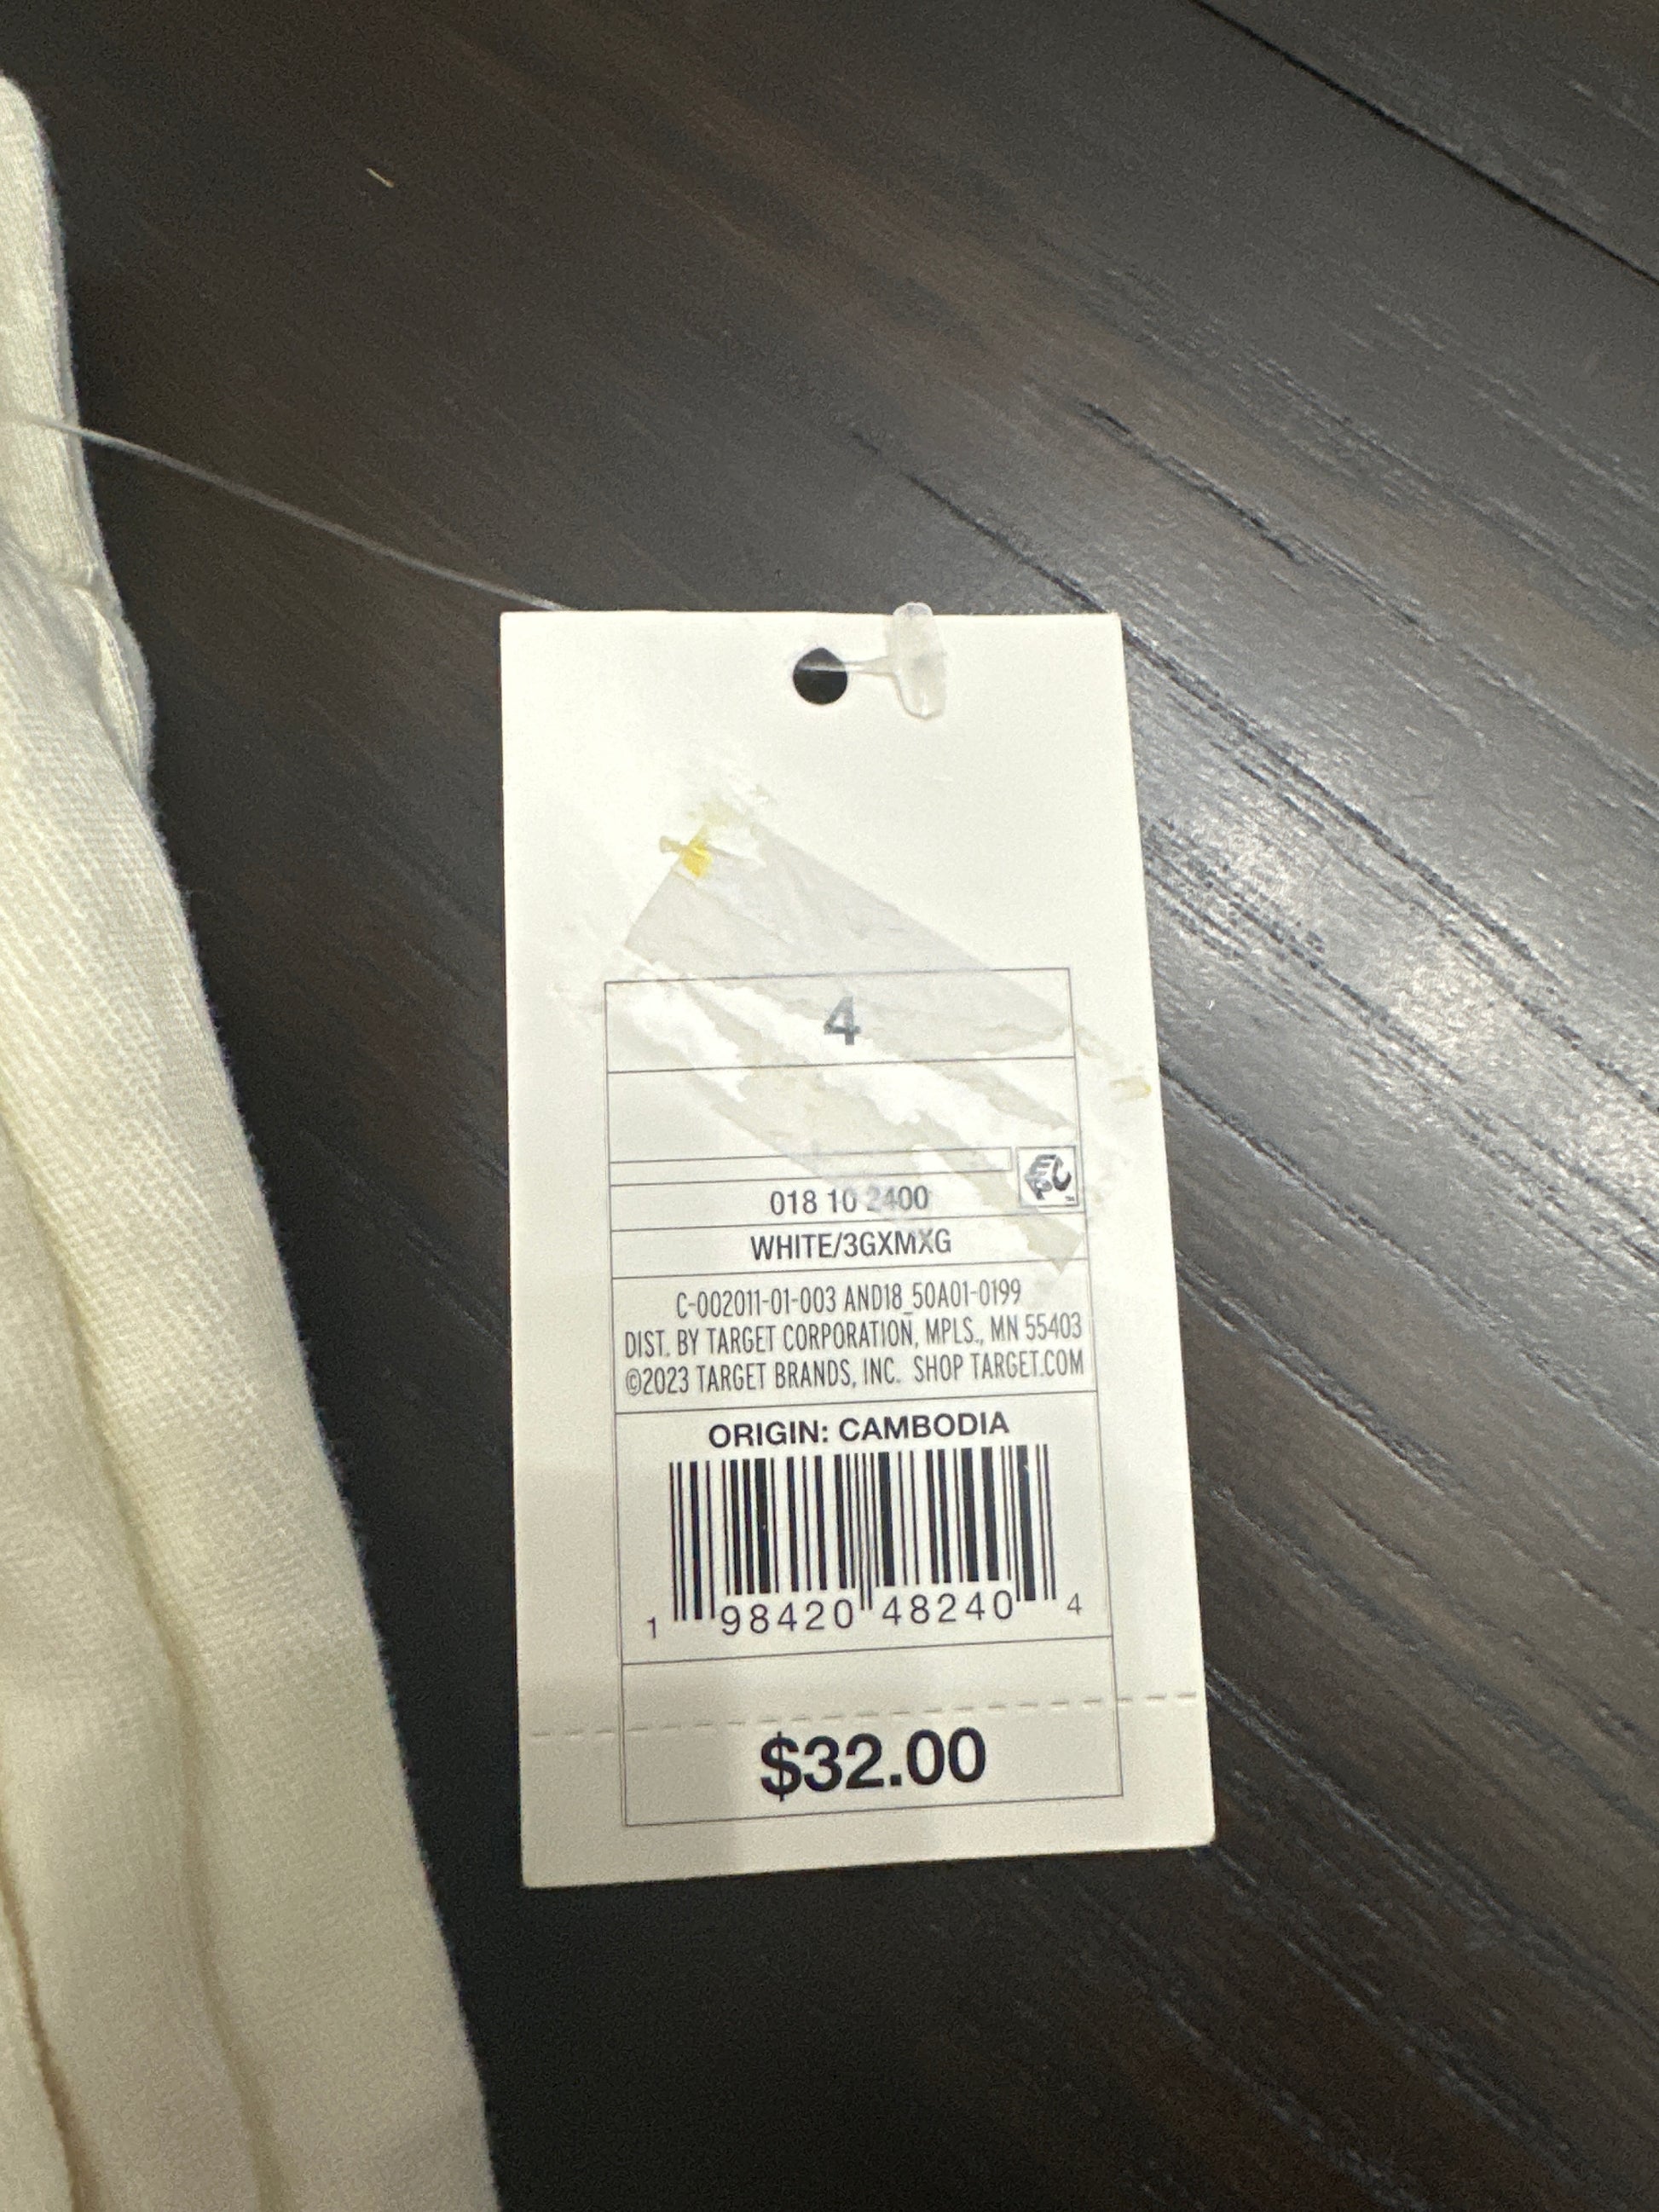 4
018 10 2400
WHITE/3GXMXG
C-002011-01-003 AND18_50A01-0199
DIST. BY TARGET CORPORATION, MPLS., MN 55403
©2023 TARGET BRANDS, INC. SHOP TARGET.COM
ORIGIN: CAMBODIA
1 98420 48240 4
$32.00